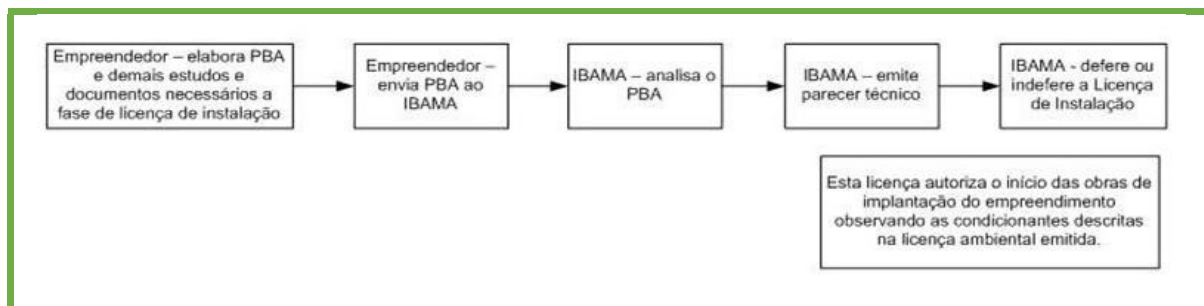 Empreendedor – elabora PBA
e demais estudos e
documentos necessários a
fase de licença de instalação
Empreendedor –
envia PBA ao
IBAMA
IBAMA – analisa o
PBA
IBAMA – emite
parecer técnico
IBAMA - defere ou
indefere a Licença
de Instalação
Esta licença autoriza o início das obras de
implantação do empreendimento
observando as condicionantes descritas
na licença ambiental emitida.